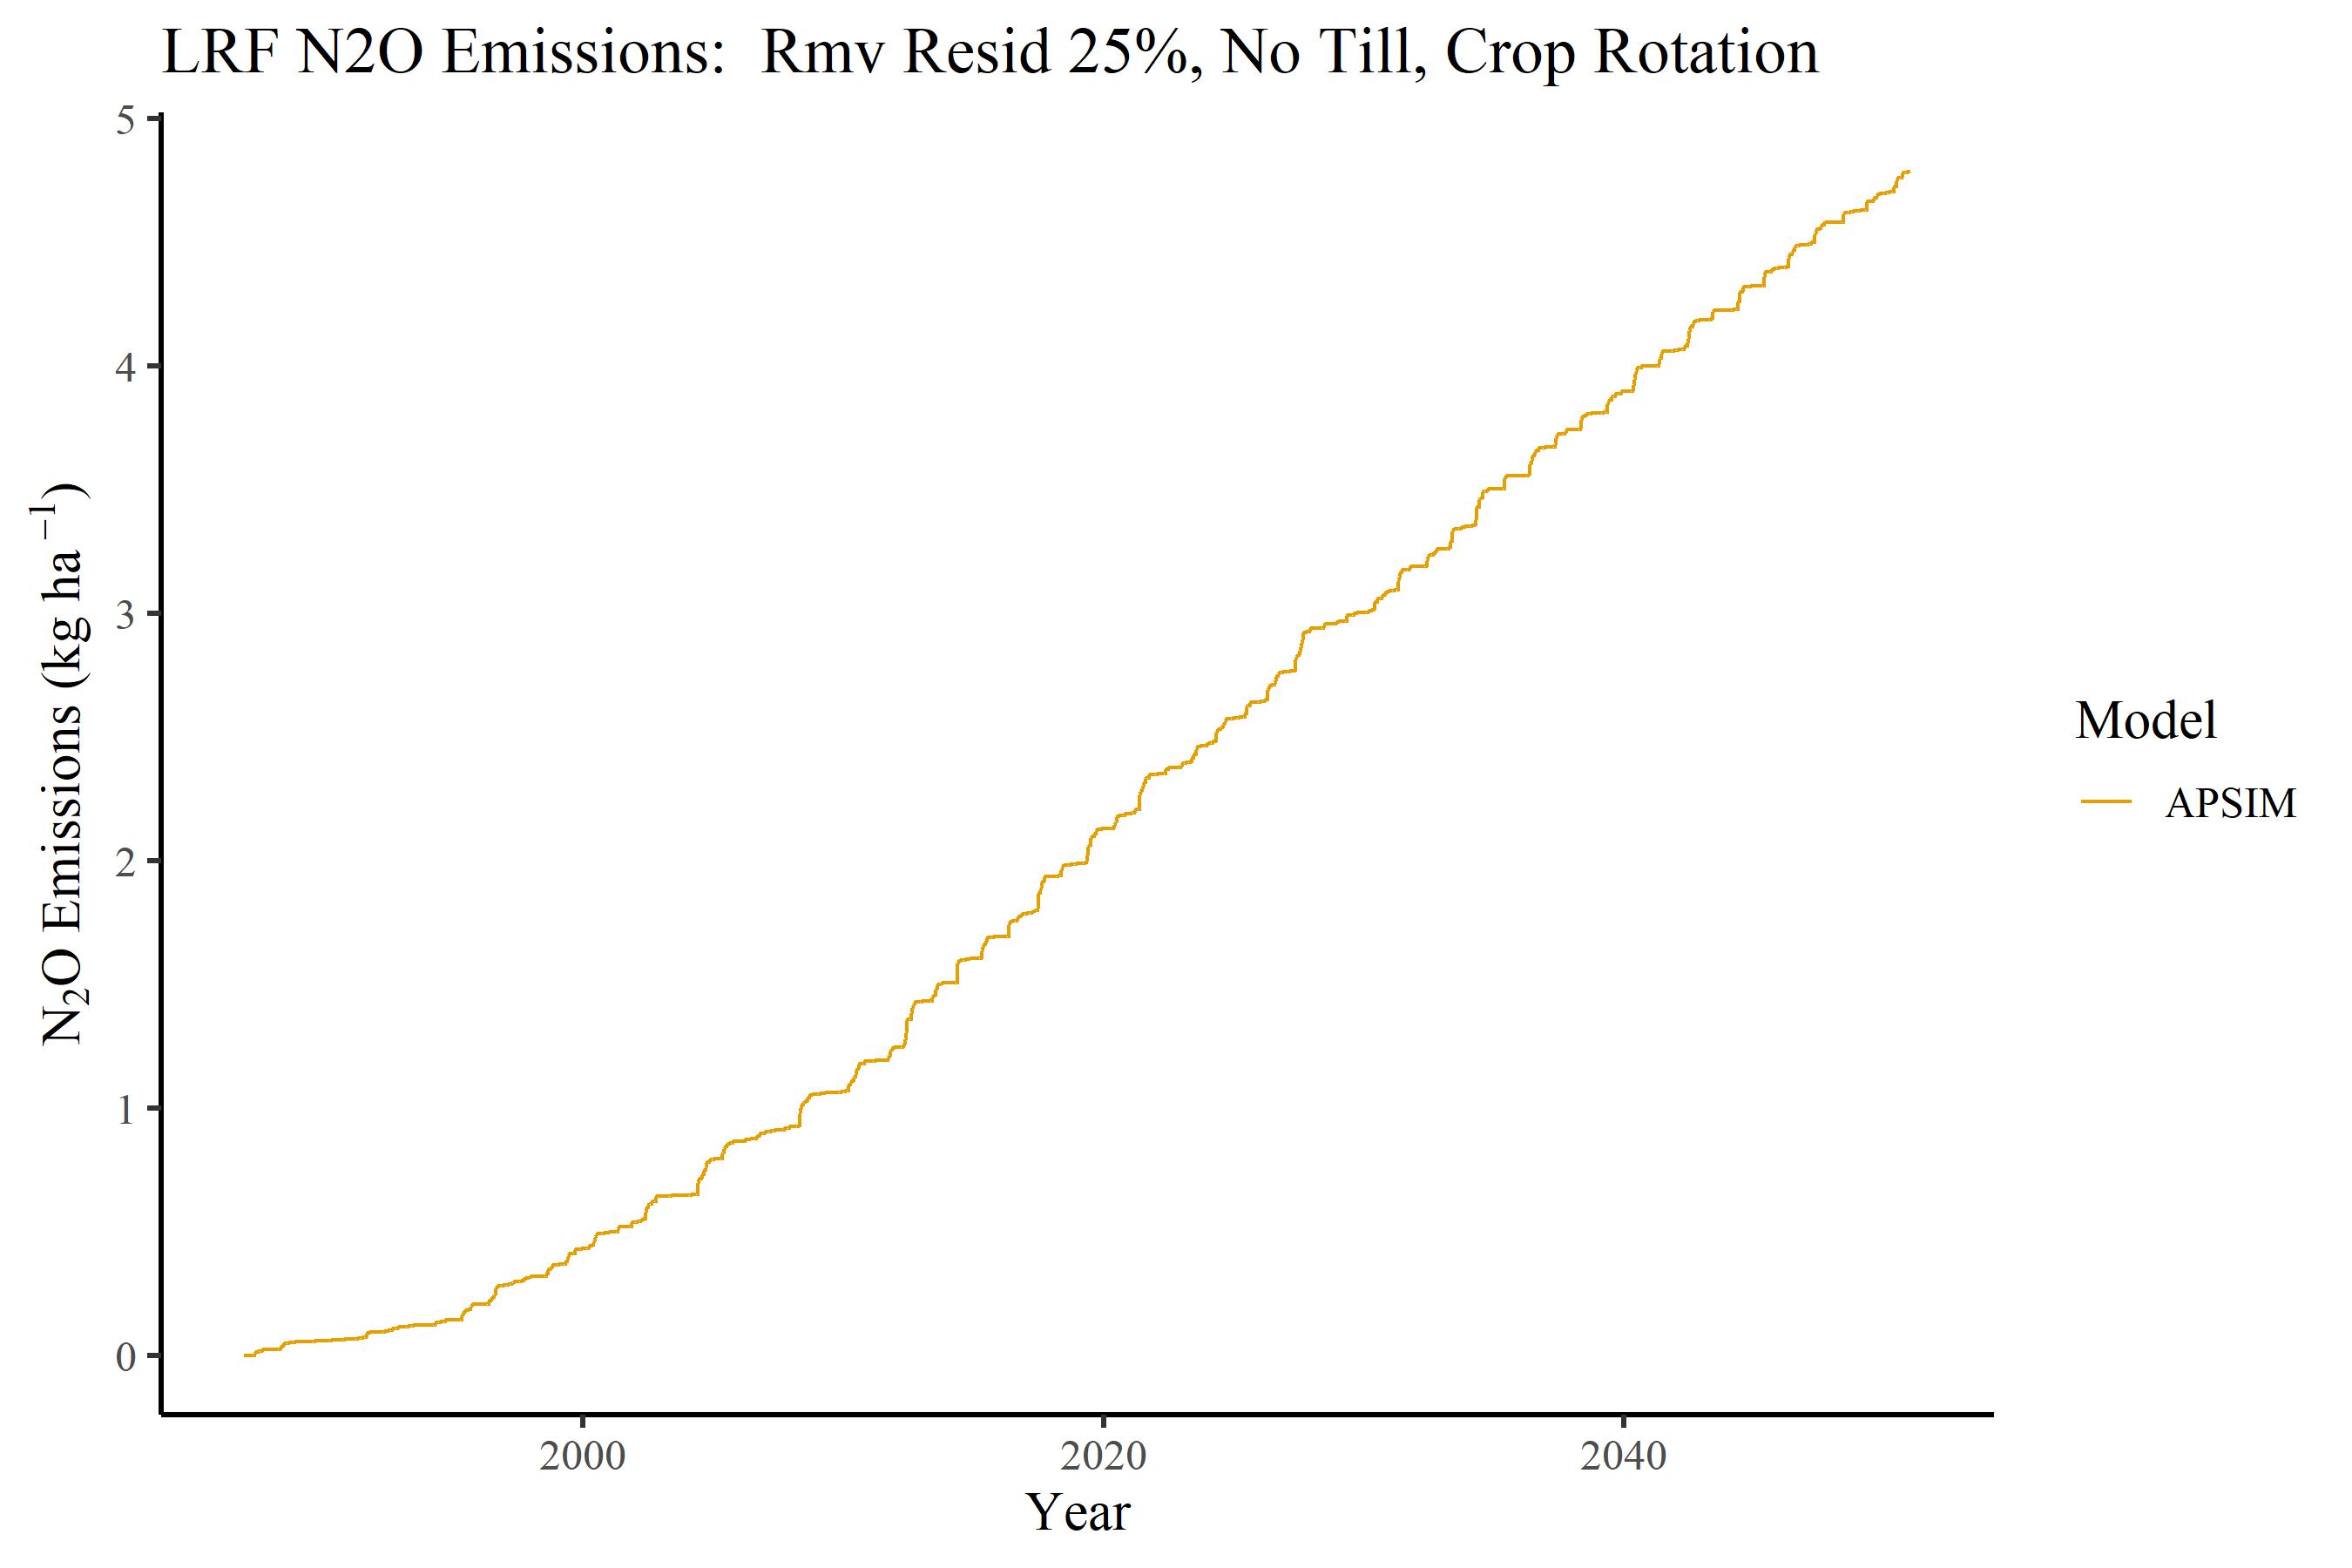 LRF N2O Emissions:  Rmv Resid 25%, No Till, Crop Rotation
N₂O Emissions (kg ha⁻¹)
5
4
3
2
1
0
2000 2020 2040
Year
Model
APSIM